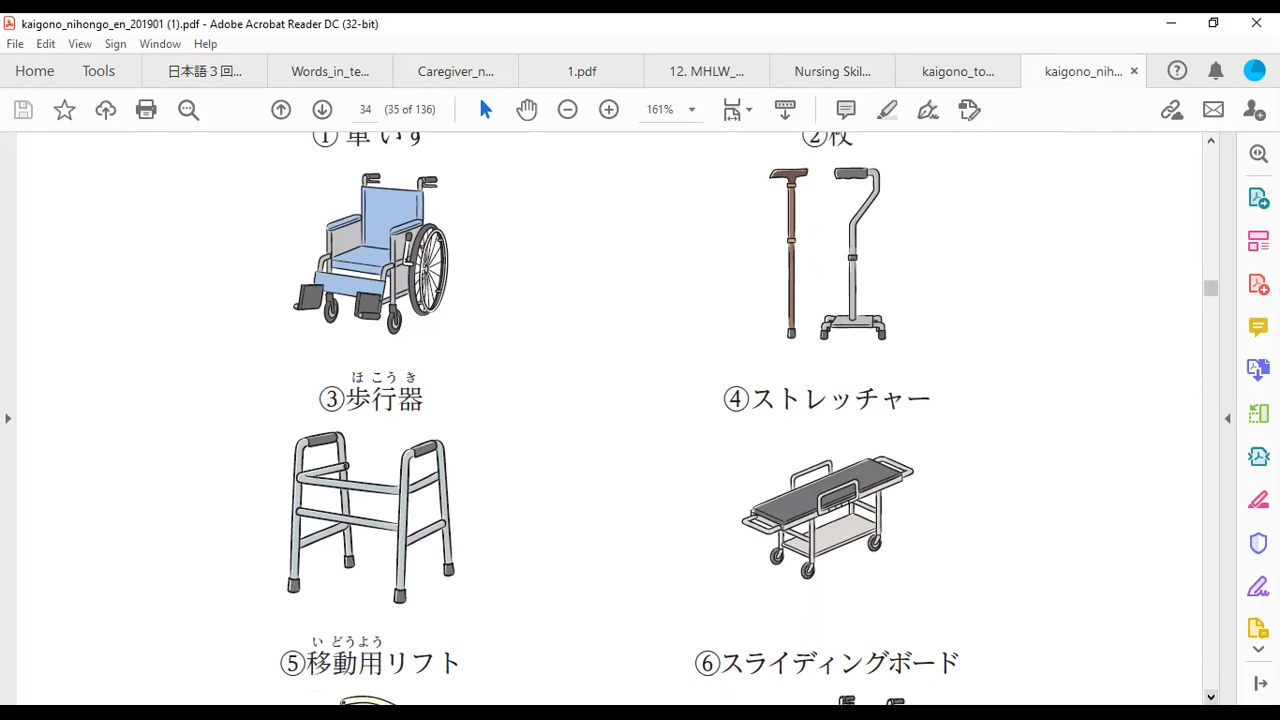 kaigono_nihongo_en_201901 (1).pdf - Adobe Acrobat Reader DC (32-bit)
File Edit View Sign Window Help
Home Tools 日本語３回... Words_in_te... Caregiver_n... 1.pdf 12. MHLW_... Nursing Skil... kaigono_to... kaigono_nih... ×
34 (35 of 136) 161%
①車いす ②杖
ほこうき
③歩行器 ④ストレッチャー
いどうよう
⑤移動用リフト ⑥スライディングボード